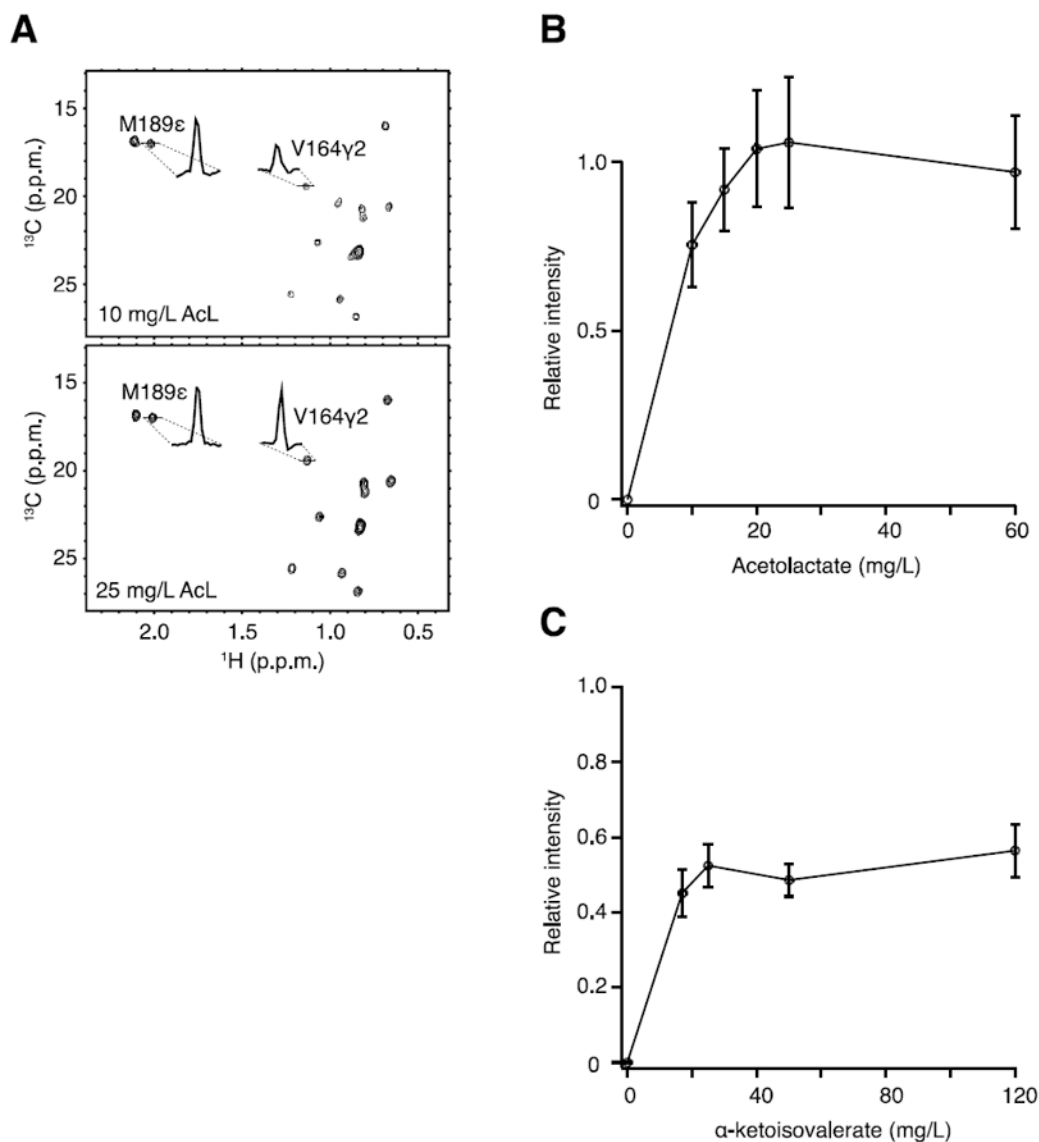 A
M189ε
V164γ2
15
20
25
¹³C (p.p.m.)
10 mg/L AcL
M189ε
V164γ2
15
20
25
¹³C (p.p.m.)
25 mg/L AcL
2.0 1.5 1.0 0.5
¹H (p.p.m.)
B
1.0
0.5
0
Relative intensity
0 20 40 60
Acetolactate (mg/L)
C
1.0
0.8
0.6
0.4
0.2
0
Relative intensity
0 40 80 120
α-ketoisovalerate (mg/L)